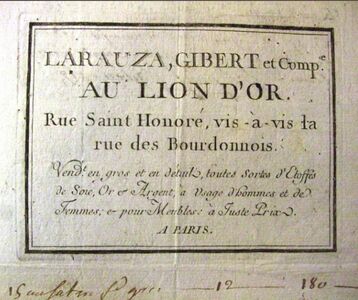 LARAUZA, GIBERT et Comp.e
AU LION D'OR.
Rue Saint Honoré, vis-a-vis la
rue des Bourdonnois.
Vend.t en gros et en détail, toutes Sortes d'Etoffes
de Soie, Or & Argent, a usage d'hommes et de
Femmes, & pour Meubles: a Juste Prix.
A PARIS.
12 180